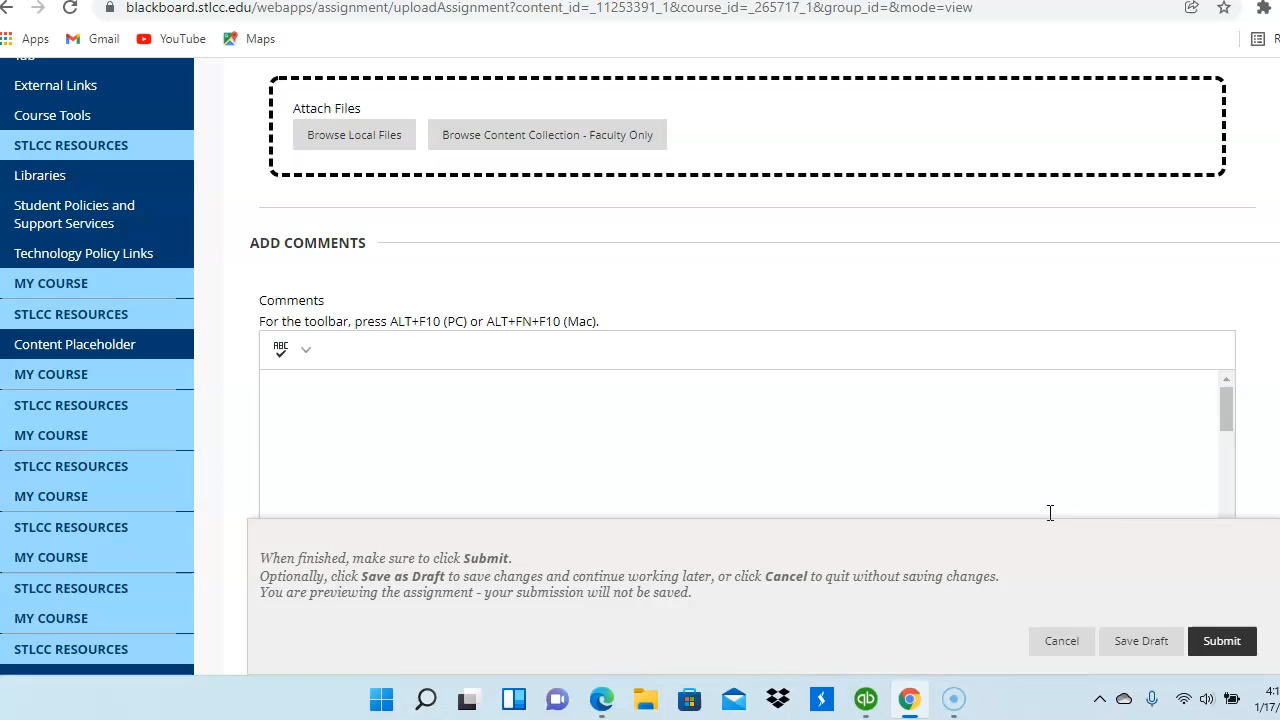 blackboard.stlcc.edu/webapps/assignment/uploadAssignment?content_id=_11253391_1&course_id=_265717_1&group_id=&mode=view
Apps Gmail YouTube Maps
External Links
Course Tools
STLCC RESOURCES
Libraries
Student Policies and
Support Services
Technology Policy Links
MY COURSE
STLCC RESOURCES
Content Placeholder
MY COURSE
STLCC RESOURCES
MY COURSE
STLCC RESOURCES
MY COURSE
STLCC RESOURCES
MY COURSE
STLCC RESOURCES
MY COURSE
STLCC RESOURCES
Attach Files
Browse Local Files Browse Content Collection - Faculty Only
ADD COMMENTS
Comments
For the toolbar, press ALT+F10 (PC) or ALT+FN+F10 (Mac).
ABC
When finished, make sure to click Submit.
Optionally, click Save as Draft to save changes and continue working later, or click Cancel to quit without saving changes.
You are previewing the assignment - your submission will not be saved.
Cancel Save Draft Submit
qb
4:1
1/17/